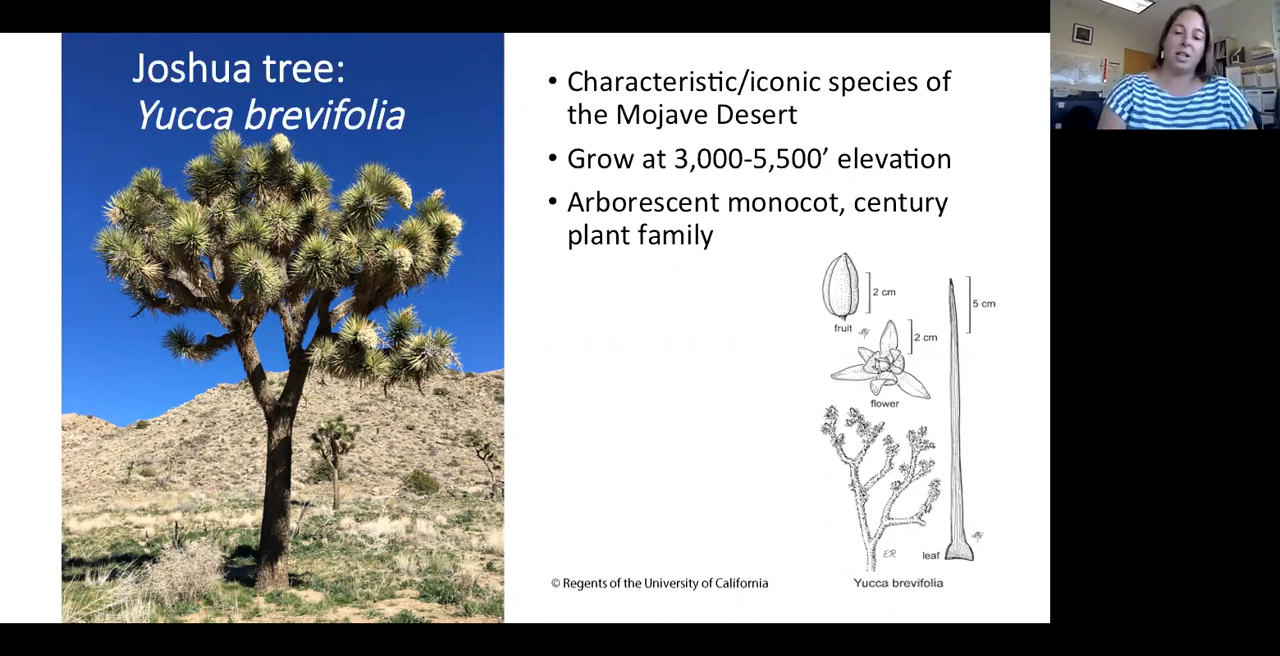 Joshua tree:
Yucca brevifolia
• Characteristic/iconic species of
the Mojave Desert
• Grow at 3,000-5,500’ elevation
• Arborescent monocot, century
plant family
2 cm
fruit
5 cm
2 cm
flower
leaf
ER
© Regents of the University of California
Yucca brevifolia